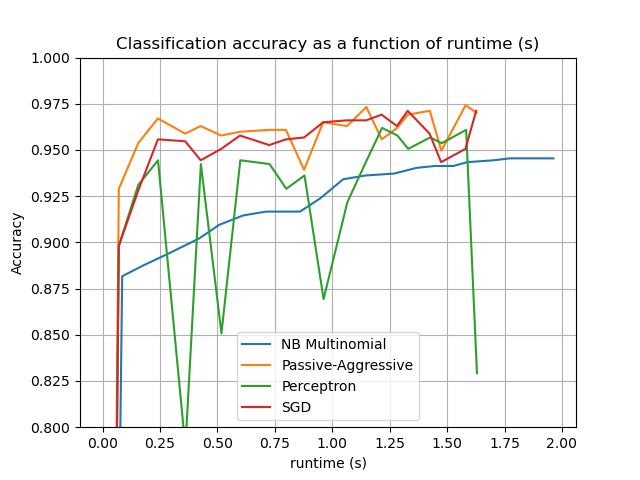 Classification accuracy as a function of runtime (s)
1.000
0.975
0.950
0.925
0.900
0.875
0.850
0.825
0.800
Accuracy
NB Multinomial
Passive-Aggressive
Perceptron
SGD
0.00 0.25 0.50 0.75 1.00 1.25 1.50 1.75 2.00
runtime (s)